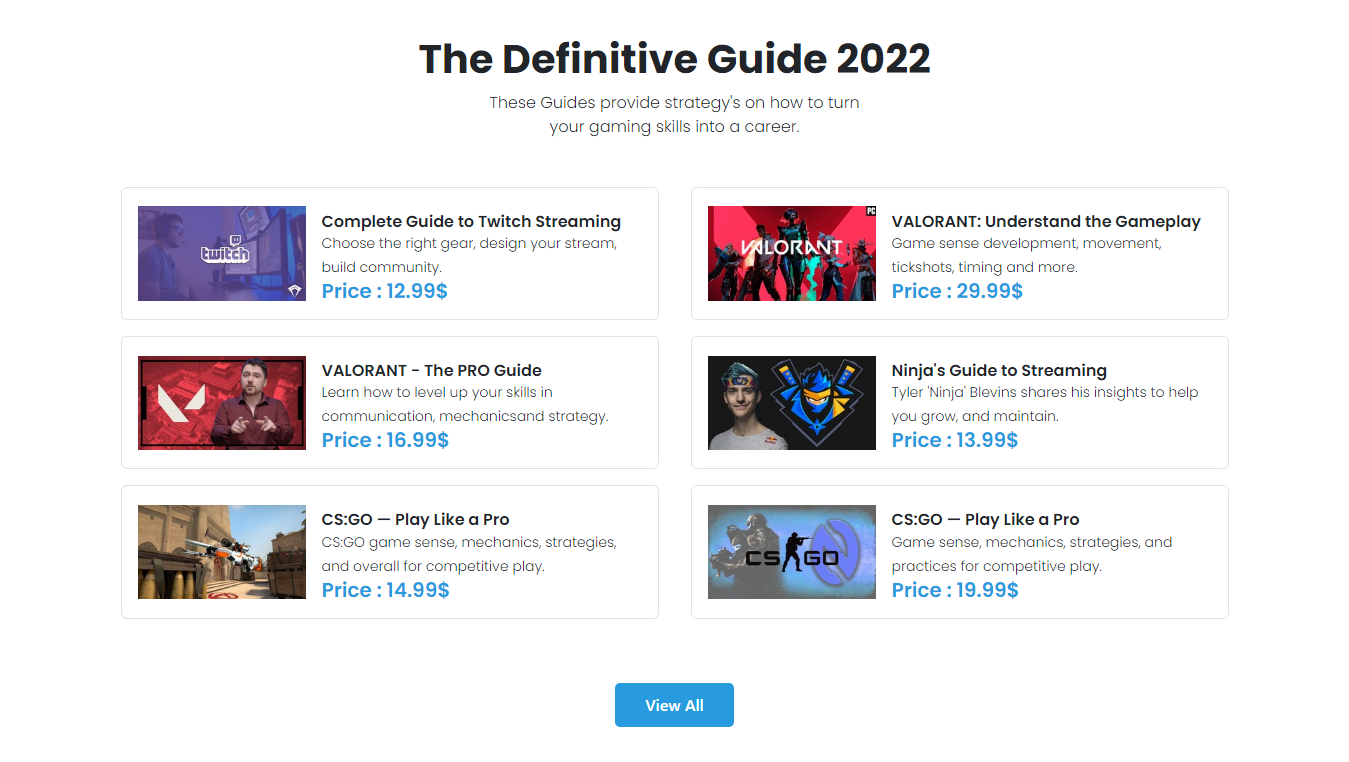 The Definitive Guide 2022
These Guides provide strategy's on how to turn
your gaming skills into a career.
twitch
Complete Guide to Twitch Streaming
Choose the right gear, design your stream,
build community.
Price : 12.99$
PC
VALORANT
VALORANT: Understand the Gameplay
Game sense development, movement,
tickshots, timing and more.
Price : 29.99$
VALORANT - The PRO Guide
Learn how to level up your skills in
communication, mechanicsand strategy.
Price : 16.99$
Ninja's Guide to Streaming
Tyler 'Ninja' Blevins shares his insights to help
you grow, and maintain.
Price : 13.99$
CS:GO — Play Like a Pro
CS:GO game sense, mechanics, strategies,
and overall for competitive play.
Price : 14.99$
CS GO
CS:GO — Play Like a Pro
Game sense, mechanics, strategies, and
practices for competitive play.
Price : 19.99$
View All